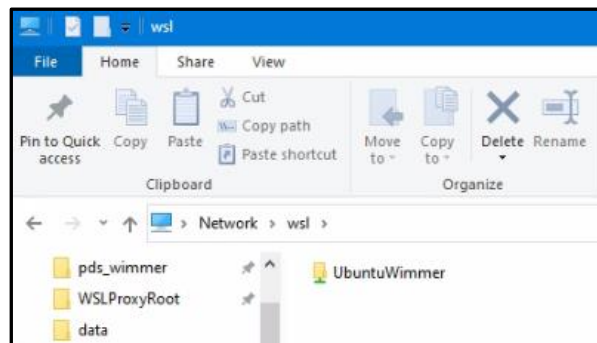 wsl
File Home Share View
Pin to Quick access
Copy
Paste
Cut
Copy path
Paste shortcut
Clipboard
Move to
Copy to
Delete
Rename
Organize
Network > wsl >
pds_wimmer
WSLProxyRoot
data
UbuntuWimmer